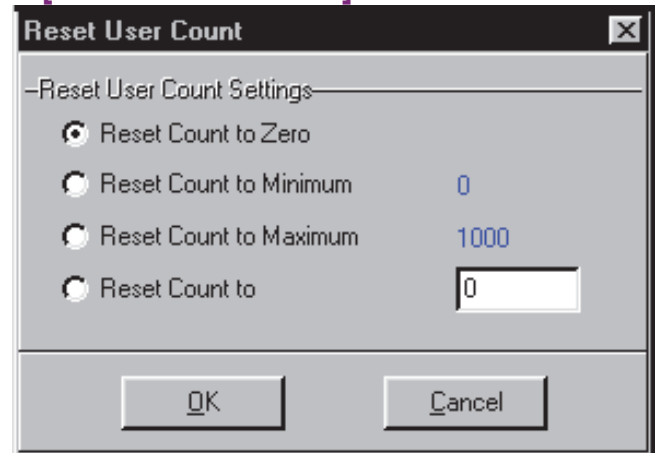 Reset User Count
Reset User Count Settings
Reset Count to Zero
Reset Count to Minimum 0
Reset Count to Maximum 1000
Reset Count to 0
OK Cancel